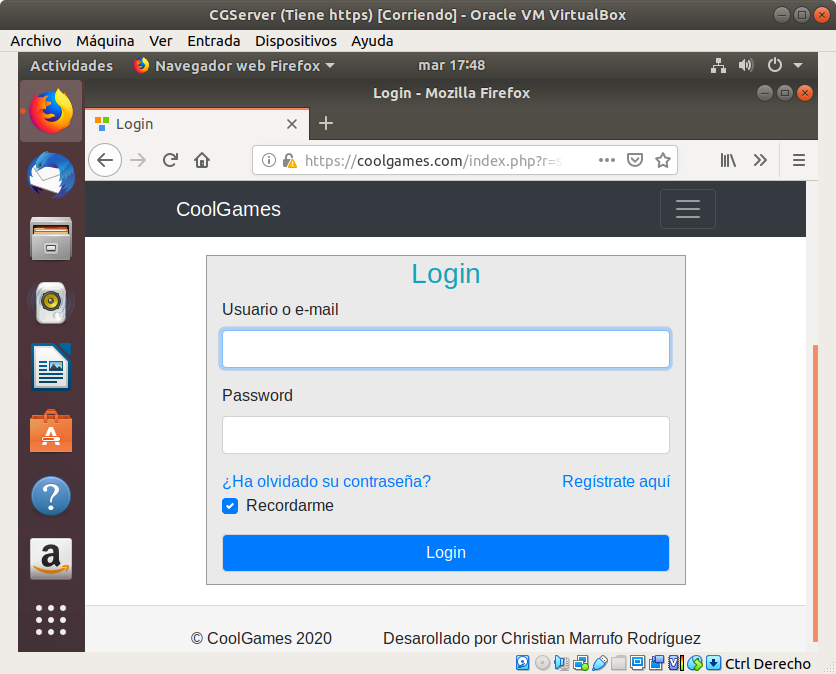 CGServer (Tiene https) [Corriendo] - Oracle VM VirtualBox
Archivo Máquina Ver Entrada Dispositivos Ayuda
Actividades Navegador web Firefox mar 17:48
Login - Mozilla Firefox
Login
https://coolgames.com/index.php?r=s
CoolGames
Login
Usuario o e-mail
Password
¿Ha olvidado su contraseña? Regístrate aquí
Recordarme
Login
© CoolGames 2020 Desarollado por Christian Marrufo Rodríguez
Ctrl Derecho